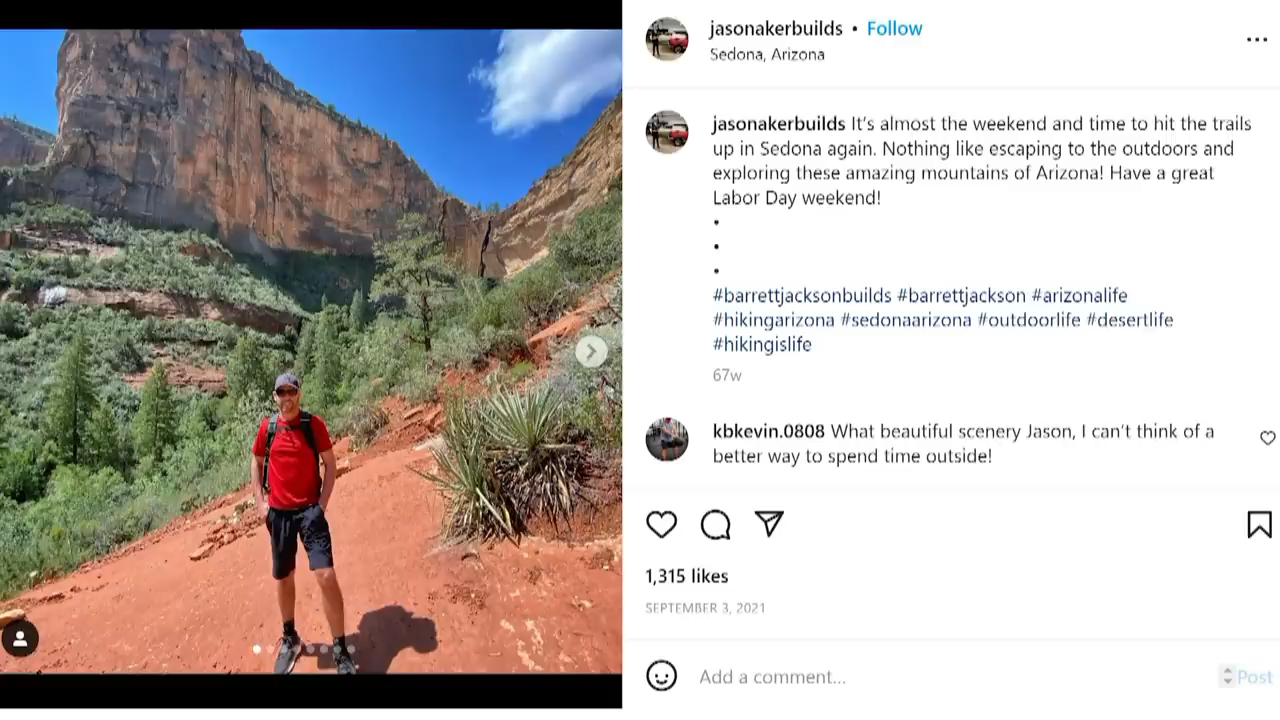 jasonakerbuilds • Follow
Sedona, Arizona
jasonakerbuilds It's almost the weekend and time to hit the trails
up in Sedona again. Nothing like escaping to the outdoors and
exploring these amazing mountains of Arizona! Have a great
Labor Day weekend!
•
•
•
#barrettjacksonbuilds #barrettjackson #arizonalife
#hikingarizona #sedonaarizona #outdoorlife #desertlife
#hikingislife
67w
kbkevin.0808 What beautiful scenery Jason, I can't think of a
better way to spend time outside!
1,315 likes
SEPTEMBER 3, 2021
Add a comment... Post